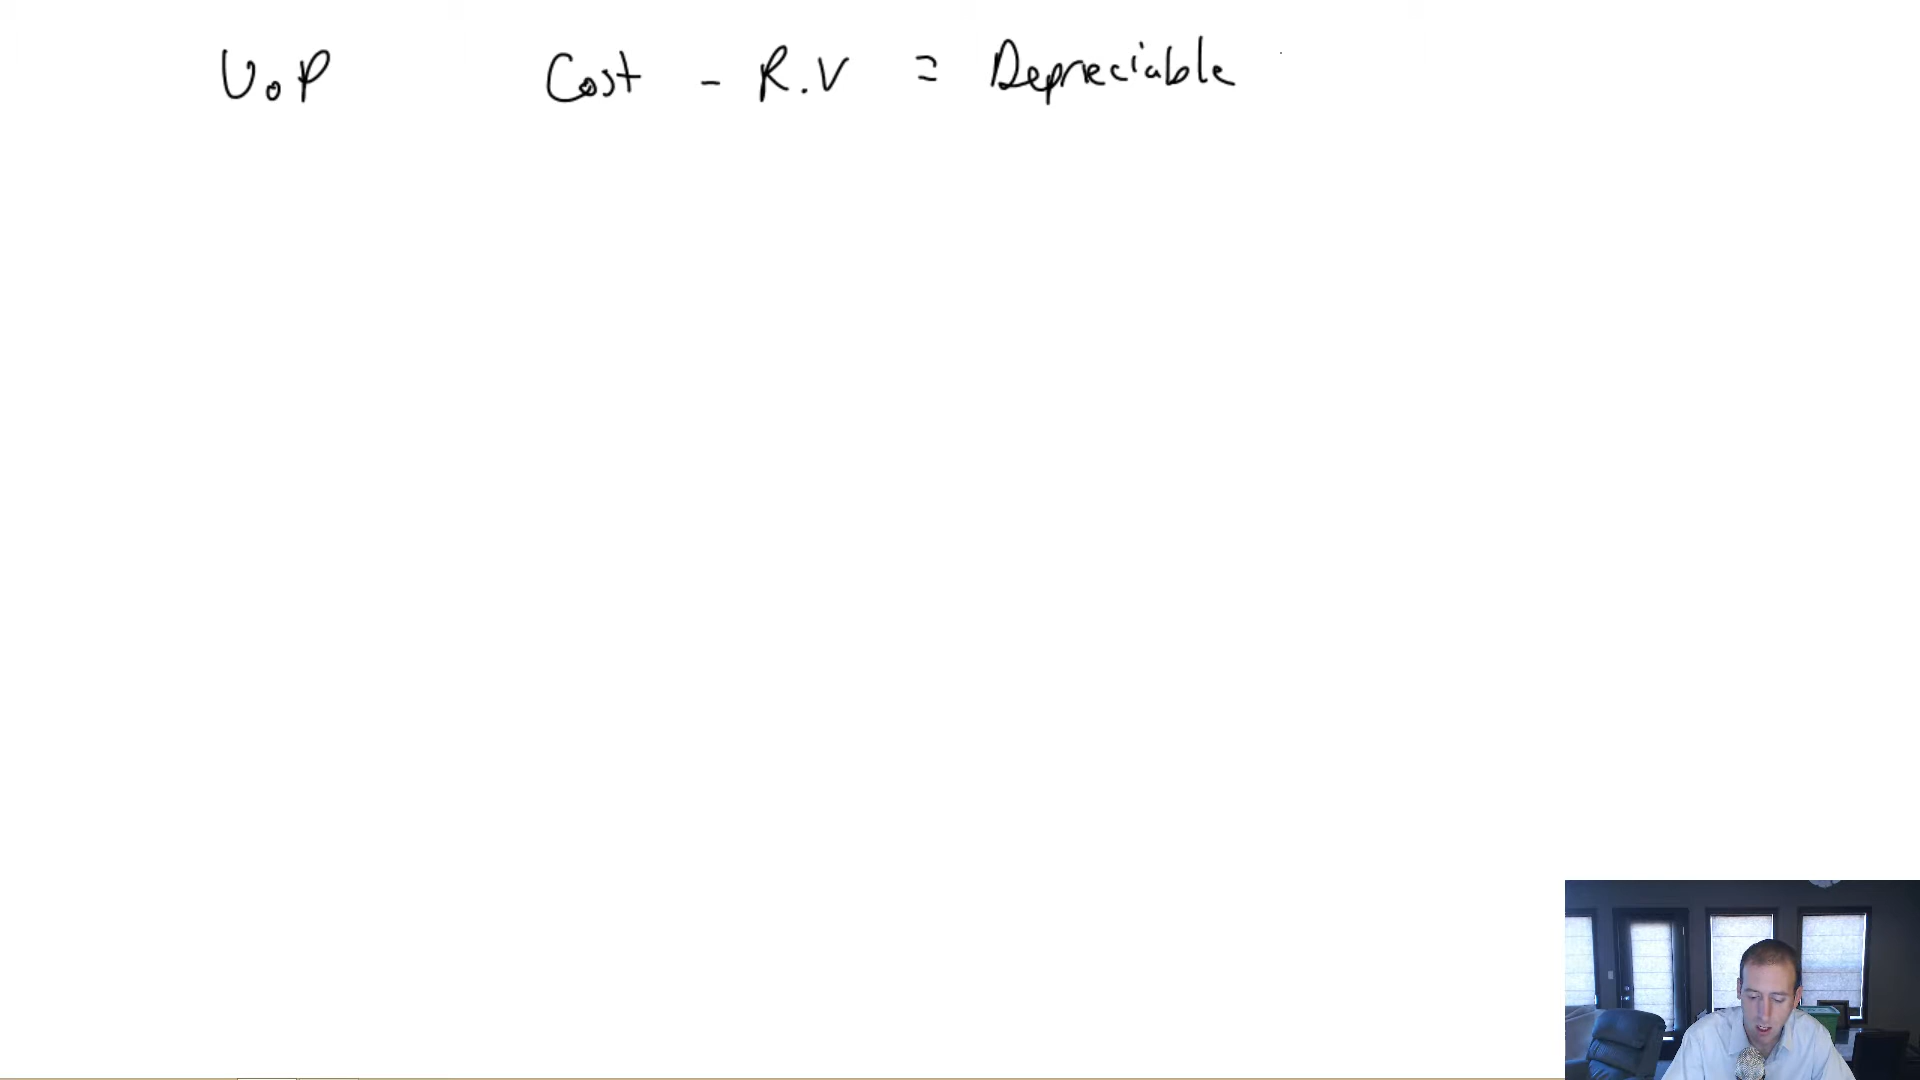 UoP Cost - R.V = Depreciable